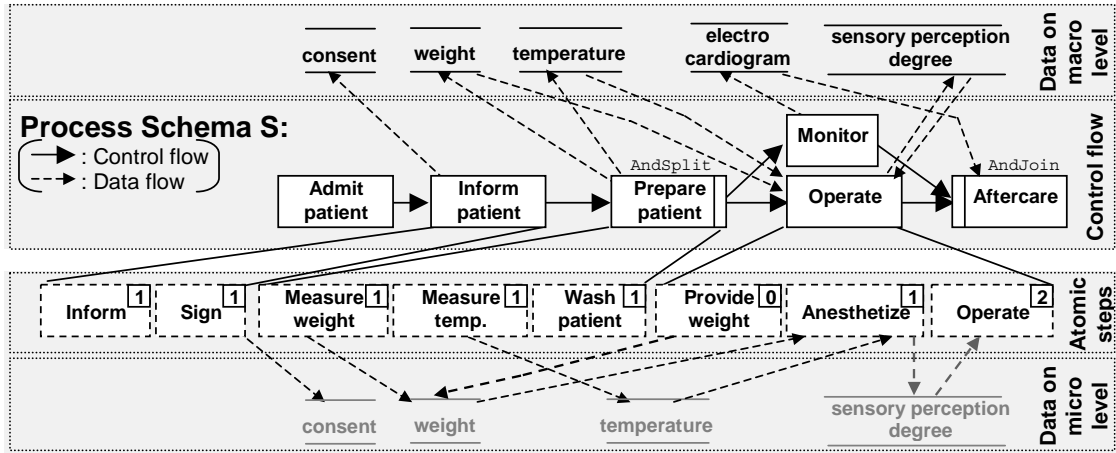 consent
weight
temperature
electro
cardiogram
sensory perception
degree
Data on
macro
level
Process Schema S:
: Control flow
: Data flow
Monitor
AndSplit
AndJoin
Admit
patient
Inform
patient
Prepare
patient
Operate
Aftercare
Control flow
Inform
1
Sign
1
Measure
weight
1
Measure
temp.
1
Wash
patient
1
Provide
weight
0
Anesthetize
1
Operate
2
Atomic
steps
consent
weight
temperature
sensory perception
degree
Data on
micro
level